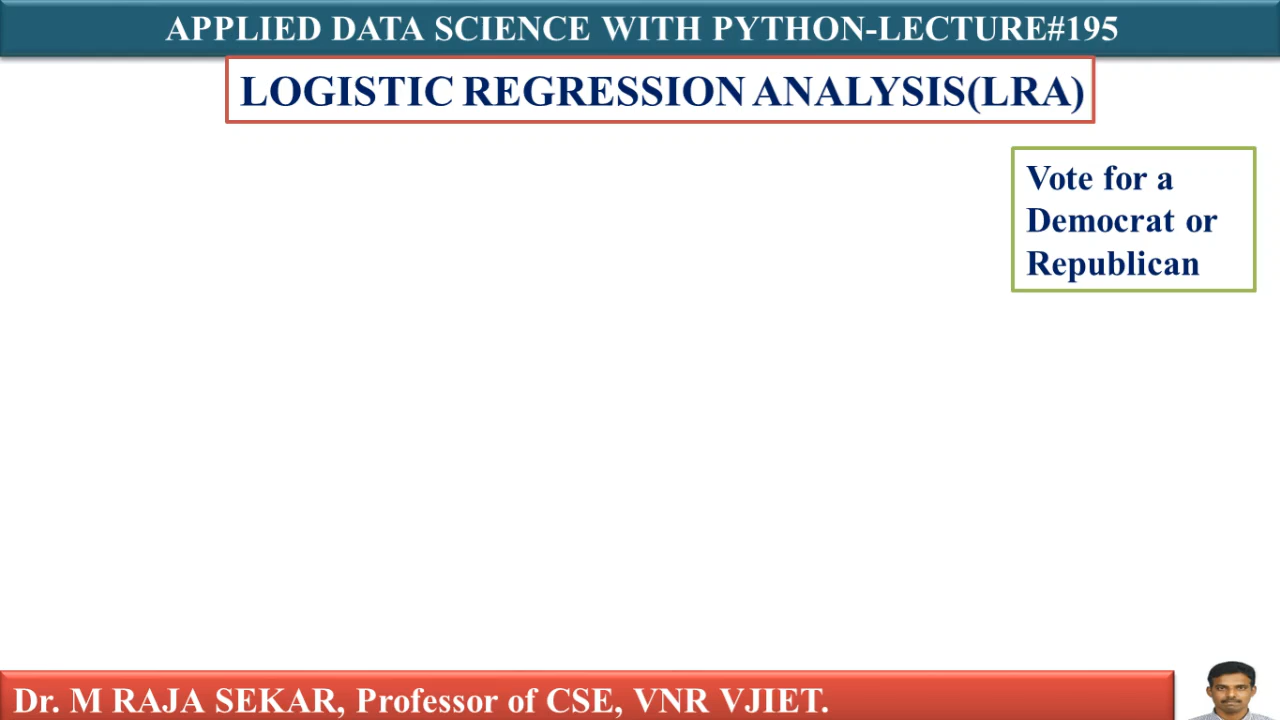 APPLIED DATA SCIENCE WITH PYTHON-LECTURE#195
LOGISTIC REGRESSION ANALYSIS(LRA)
Vote for a
Democrat or
Republican
Dr. M RAJA SEKAR, Professor of CSE, VNR VJIET.